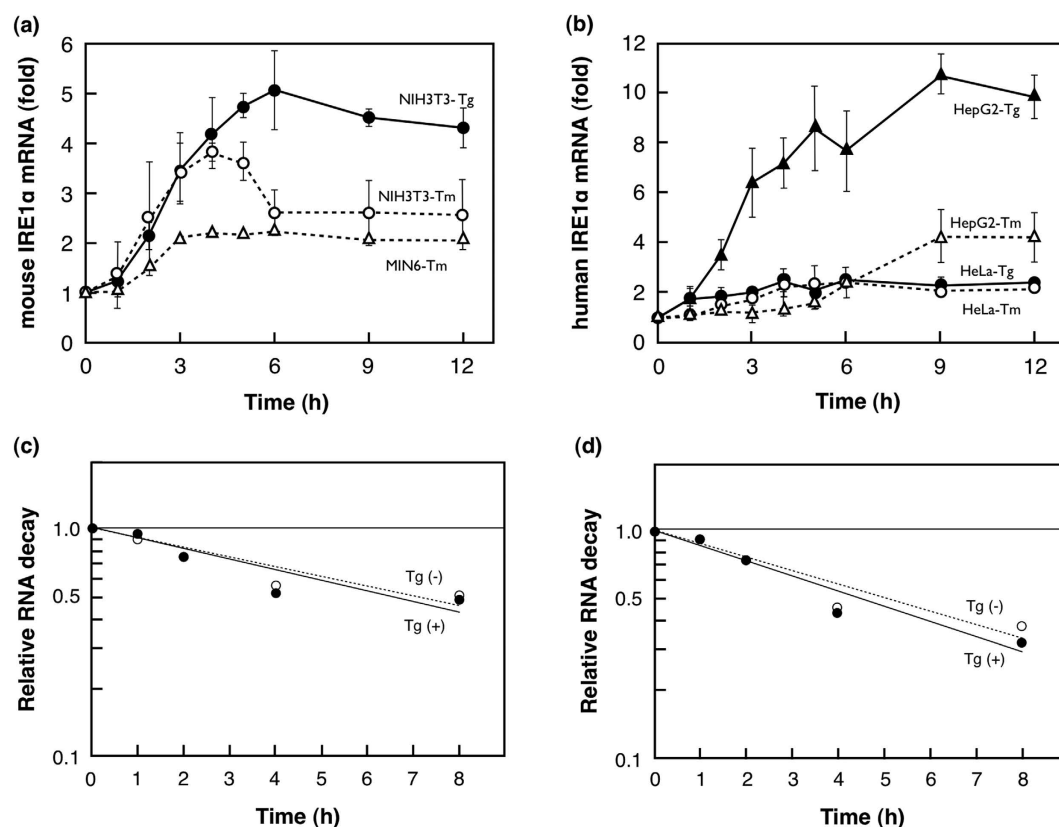 (a)
mouse IRE1α mRNA (fold)
6
5
4
3
2
1
0
NIH3T3-Tg
NIH3T3-Tm
MIN6-Tm
0 3 6 9 12
Time (h)
(b)
human IRE1α mRNA (fold)
12
10
8
6
4
2
0
HepG2-Tg
HepG2-Tm
HeLa-Tg
HeLa-Tm
0 3 6 9 12
Time (h)
(c)
Relative RNA decay
1.0
0.5
0.1
Tg (-)
Tg (+)
0 1 2 3 4 5 6 7 8
Time (h)
(d)
Relative RNA decay
1.0
0.5
0.1
Tg (-)
Tg (+)
0 1 2 3 4 5 6 7 8
Time (h)